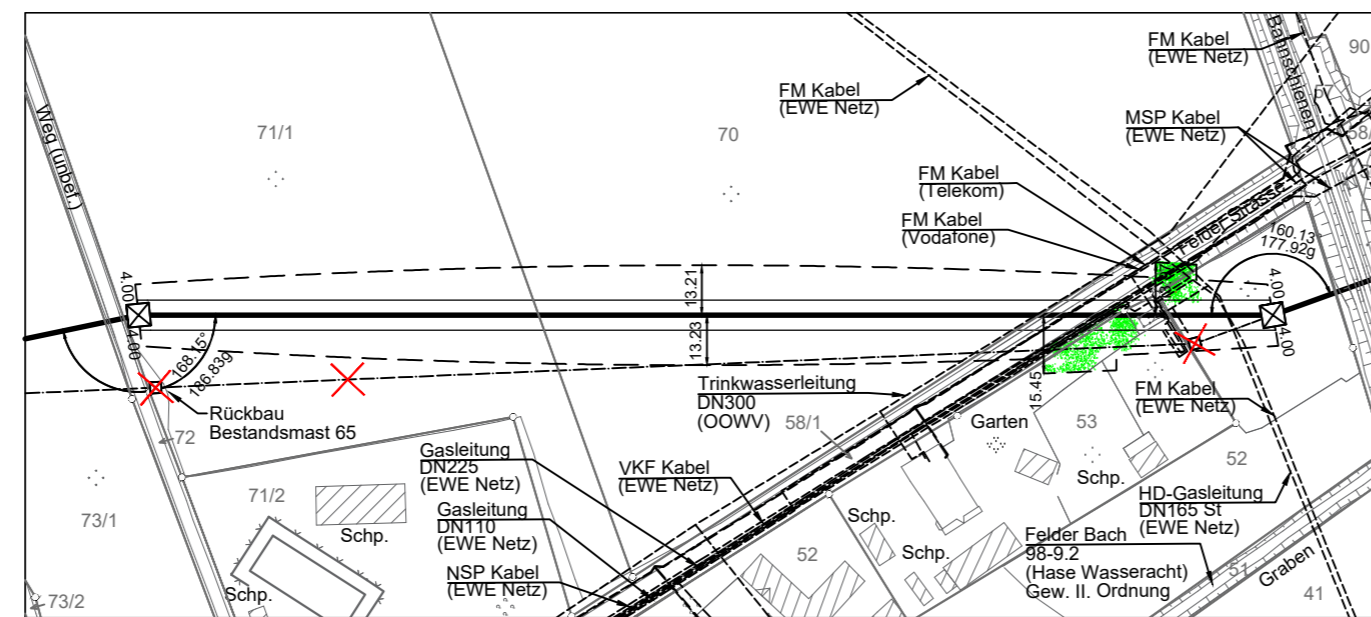 FM Kabel
(EWE Netz)
Bahnschienen
90
FM Kabel
(EWE Netz)
57
MSP Kabel
(EWE Netz)
58/
Weg (unbef.)
71/1
70
FM Kabel
(Telekom)
FM Kabel
(Vodafone)
Felder Strasse
160.13°
177.92g
4.00
4.00
13.21
13.23
4.00
4.00
168.15°
186.83g
15.45
Trinkwasserleitung
DN300
(OOWV)
58/1
FM Kabel
(EWE Netz)
Rückbau
Bestandsmast 65
72
Garten
53
Gasleitung
DN225
(EWE Netz)
VKF Kabel
(EWE Netz)
52
Schp.
71/2
Gasleitung
DN110
(EWE Netz)
HD-Gasleitung
DN165 St
(EWE Netz)
73/1
Schp.
Schp.
Schp.
Felder Bach
98-9.2
(Hase Wasseracht)
Gew. II. Ordnung
52
NSP Kabel
(EWE Netz)
51
Graben
41
73/2
Schp.